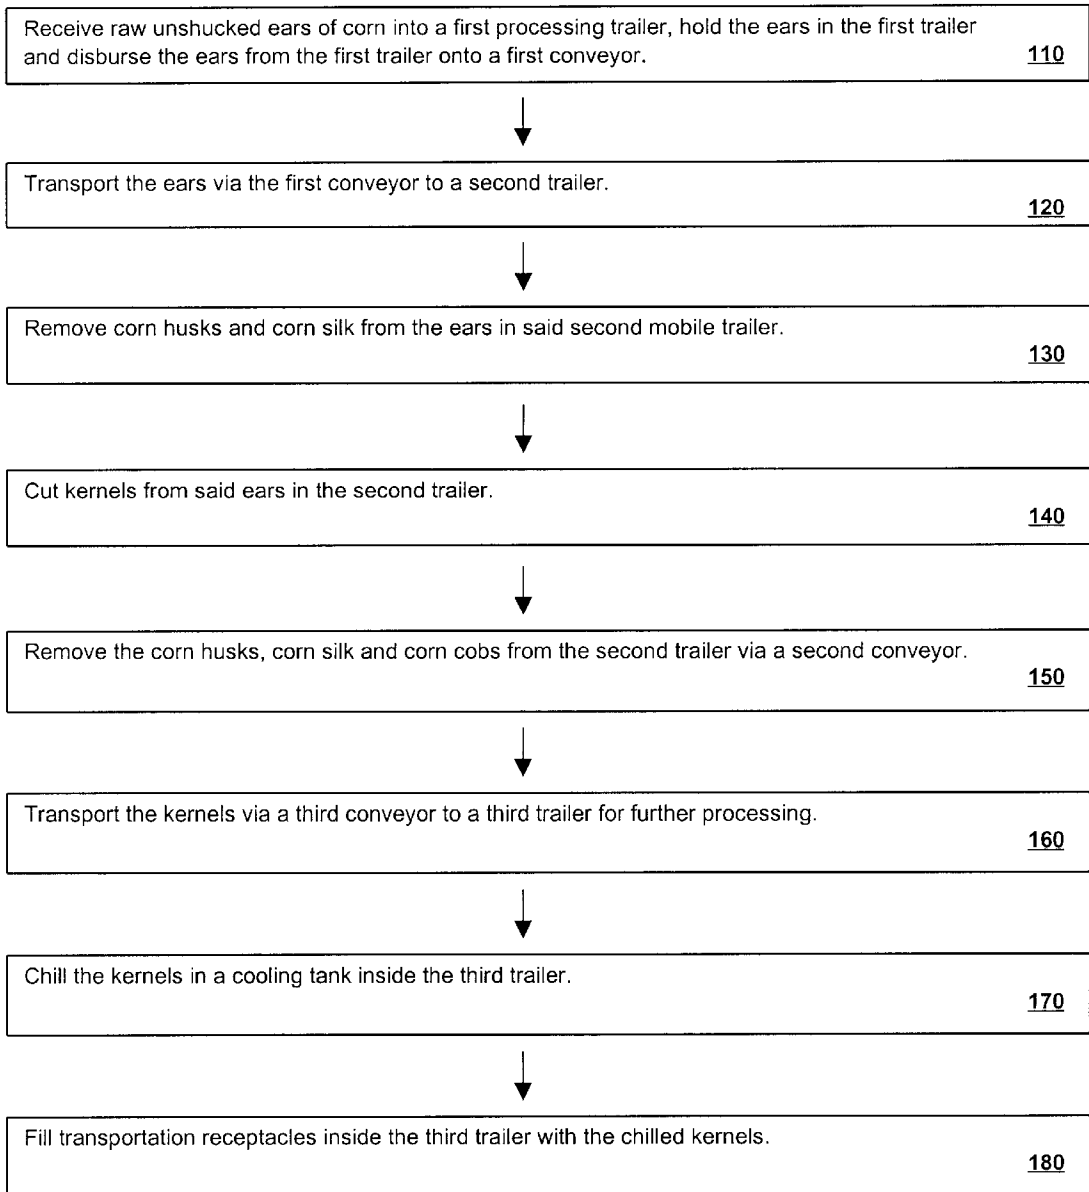 Receive raw unshucked ears of corn into a first processing trailer, hold the ears in the first trailer
and disburse the ears from the first trailer onto a first conveyor.
110
Transport the ears via the first conveyor to a second trailer.
120
Remove corn husks and corn silk from the ears in said second mobile trailer.
130
Cut kernels from said ears in the second trailer.
140
Remove the corn husks, corn silk and corn cobs from the second trailer via a second conveyor.
150
Transport the kernels via a third conveyor to a third trailer for further processing.
160
Chill the kernels in a cooling tank inside the third trailer.
170
Fill transportation receptacles inside the third trailer with the chilled kernels.
180